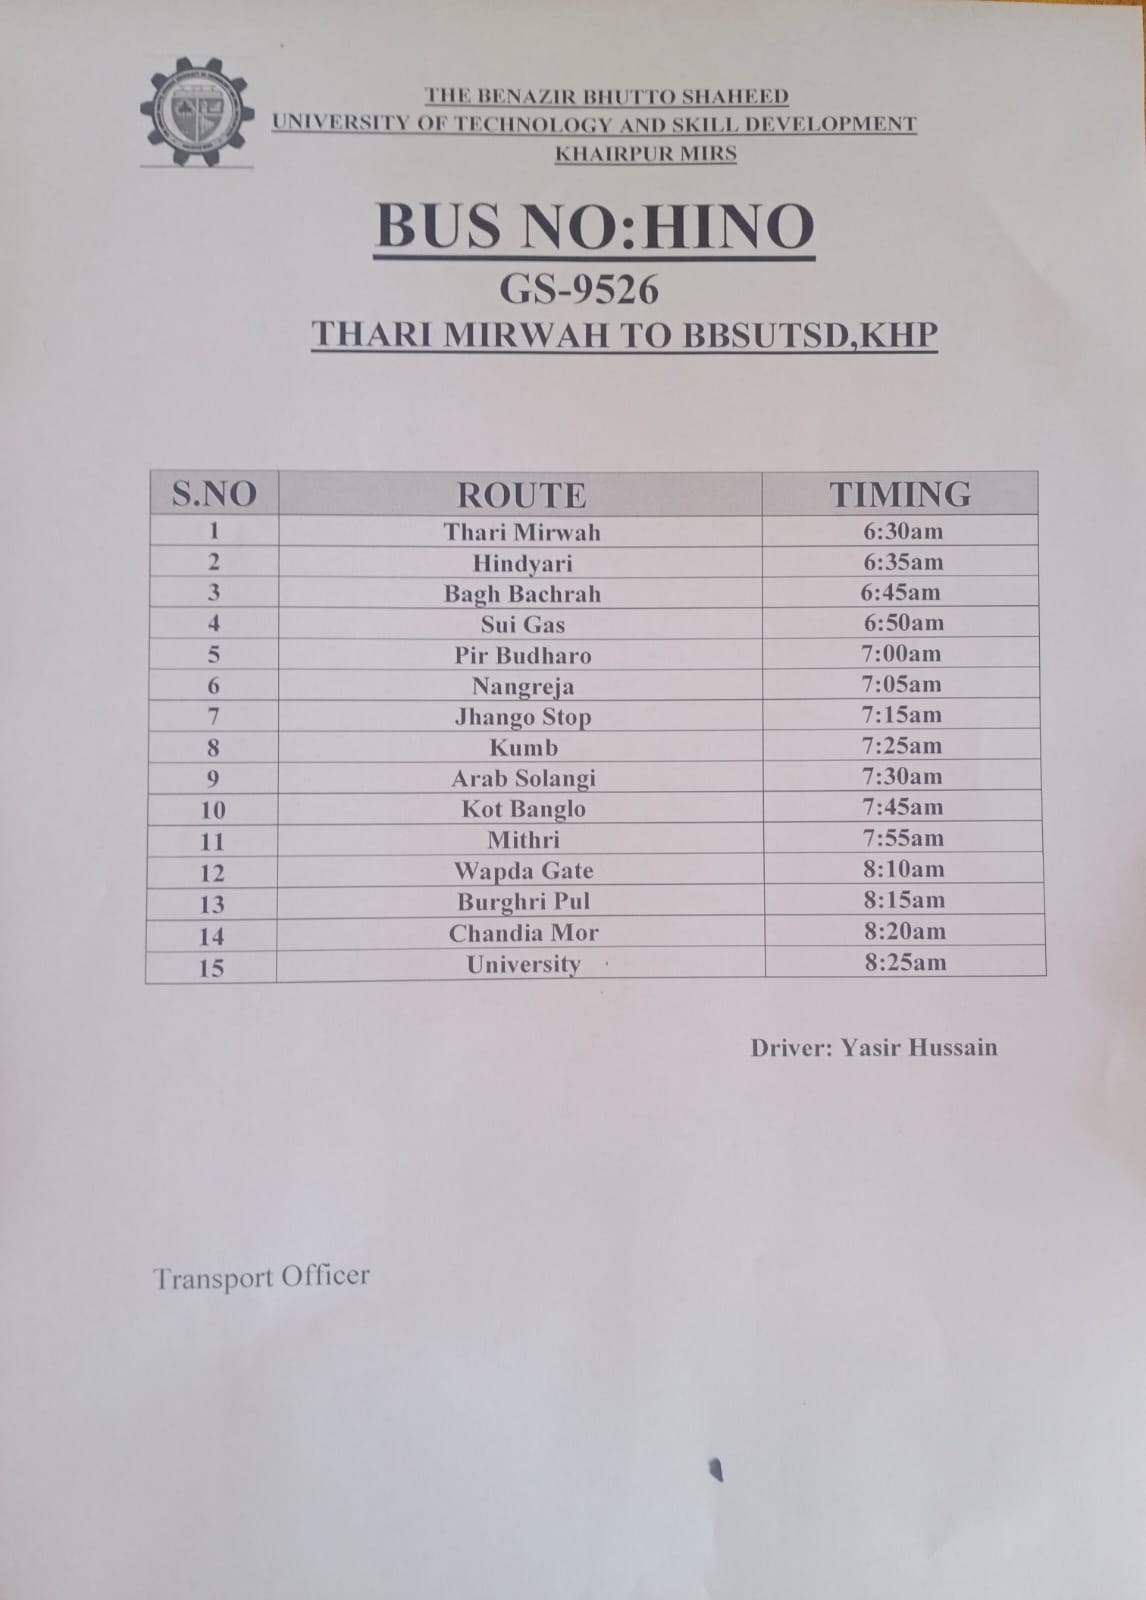 THE BENAZIR BHUTTO SHAHEED
UNIVERSITY OF TECHNOLOGY AND SKILL DEVELOPMENT
KHAIRPUR MIRS
BUS NO:HINO
GS-9526
THARI MIRWAH TO BBSUTSD,KHP
S.NO ROUTE TIMING
1 Thari Mirwah 6:30am
2 Hindyari 6:35am
3 Bagh Bachrah 6:45am
4 Sui Gas 6:50am
5 Pir Budharo 7:00am
6 Nangreja 7:05am
7 Jhango Stop 7:15am
8 Kumb 7:25am
9 Arab Solangi 7:30am
10 Kot Banglo 7:45am
11 Mithri 7:55am
12 Wapda Gate 8:10am
13 Burghri Pul 8:15am
14 Chandia Mor 8:20am
15 University 8:25am
Driver: Yasir Hussain
Transport Officer